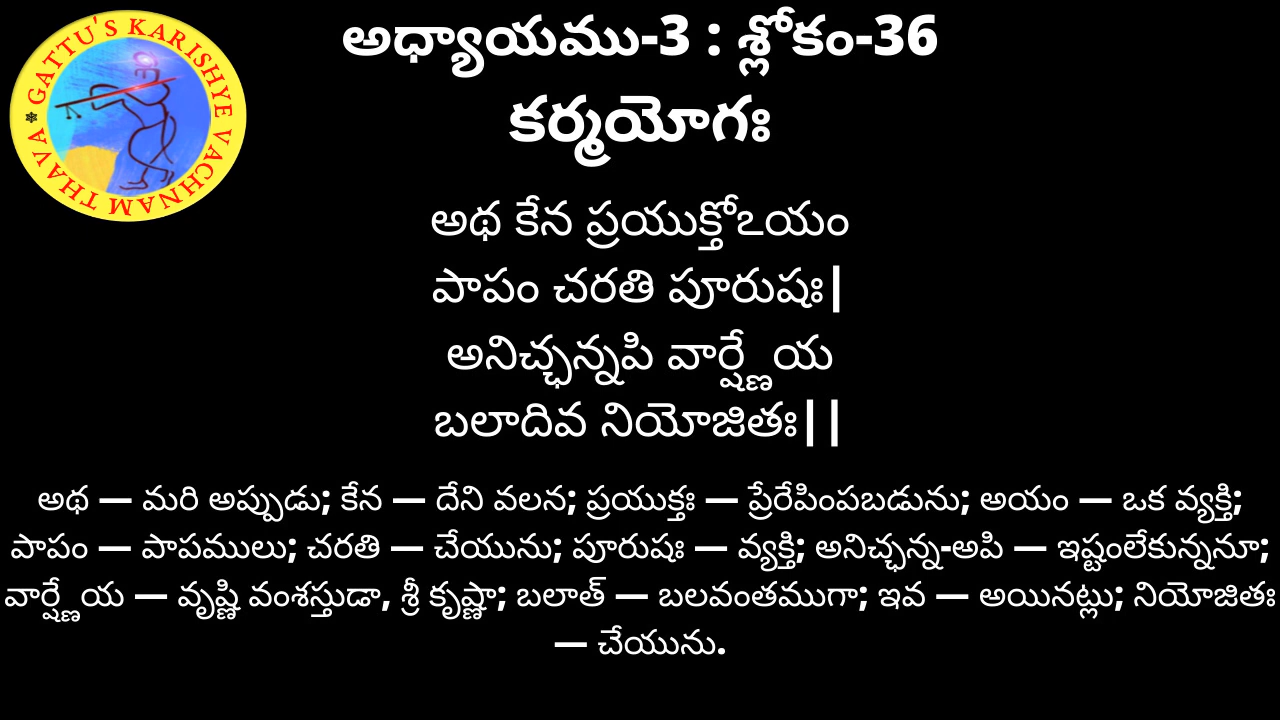 GATTU'S KARISHYE VACHNAM THAVA
అధ్యాయము-3 : శ్లోకం-36
కర్మయోగః
అథ కేన ప్రయుక్తోఽయం
పాపం చరతి పూరుషః|
అనిచ్ఛన్నపి వార్ష్ణేయ
బలాదివ నియోజితః||
అథ — మరి అప్పుడు; కేన — దేని వలన; ప్రయుక్తః — ప్రేరేపింపబడును; అయం — ఒక వ్యక్తి;
పాపం — పాపములు; చరతి — చేయును; పూరుషః — వ్యక్తి; అనిచ్ఛన్న-అపి — ఇష్టంలేకున్ననూ;
వార్ష్ణేయ — వృష్ణి వంశస్తుడా, శ్రీ కృష్ణా; బలాత్ — బలవంతముగా; ఇవ — అయినట్లు; నియోజితః
— చేయును.